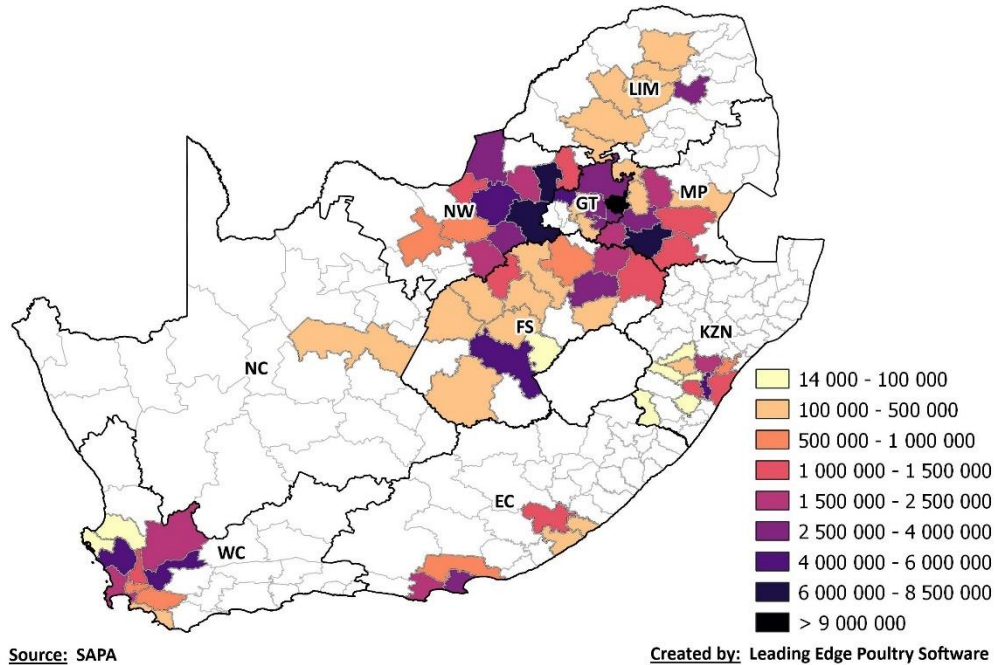 LIM
MP
NW
GT
FS
KZN
NC
EC
WC
14 000 - 100 000
100 000 - 500 000
500 000 - 1 000 000
1 000 000 - 1 500 000
1 500 000 - 2 500 000
2 500 000 - 4 000 000
4 000 000 - 6 000 000
6 000 000 - 8 500 000
> 9 000 000
Source: SAPA
Created by: Leading Edge Poultry Software